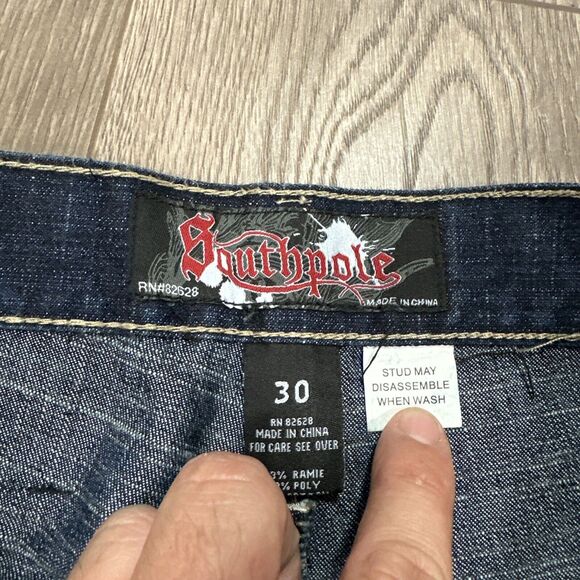 Southpole
RN#82628
MADE IN CHINA
30
RN 82628
MADE IN CHINA
FOR CARE SEE OVER
% RAMIE
% POLY
STUD MAY
DISASSEMBLE
WHEN WASH